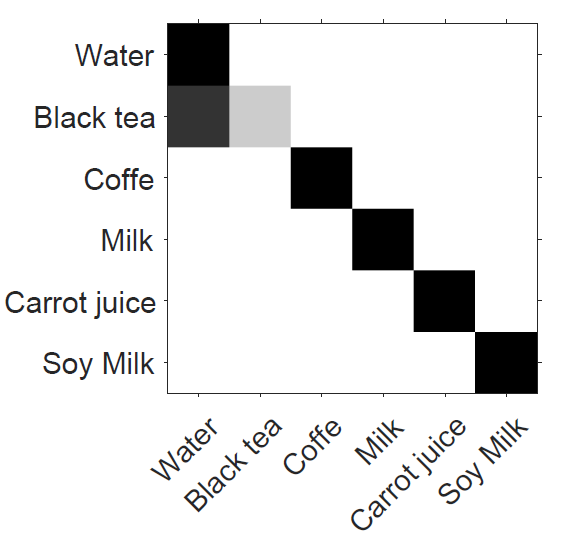 Water
Black tea
Coffe
Milk
Carrot juice
Soy Milk
Water
Black tea
Coffe
Milk
Carrot juice
Soy Milk